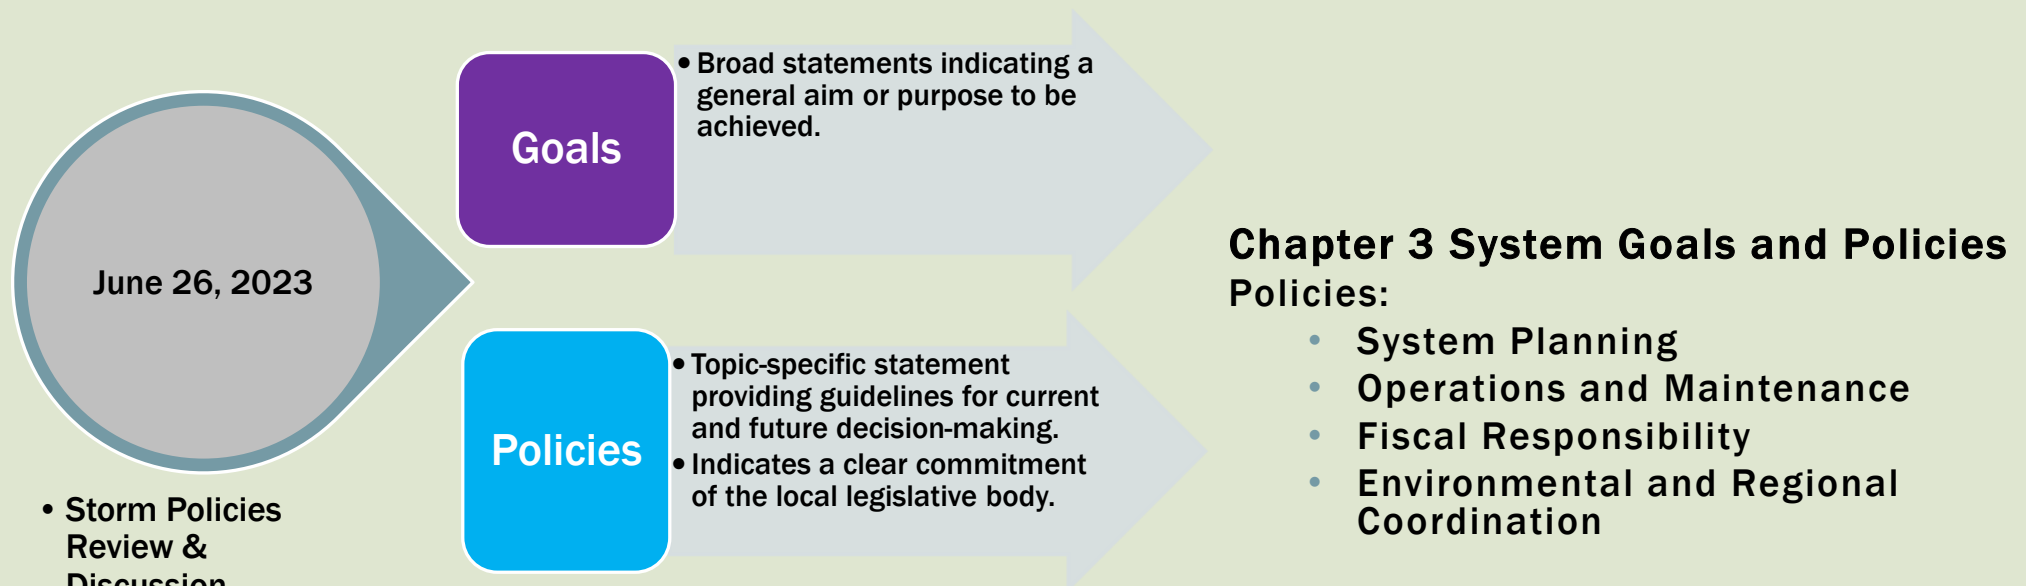 June 26, 2023
• Storm Policies
Review &
Discussion
Goals
• Broad statements indicating a
general aim or purpose to be
achieved.
Policies
• Topic-specific statement
providing guidelines for current
and future decision-making.
• Indicates a clear commitment
of the local legislative body.
Chapter 3 System Goals and Policies
Policies:
• System Planning
• Operations and Maintenance
• Fiscal Responsibility
• Environmental and Regional
Coordination